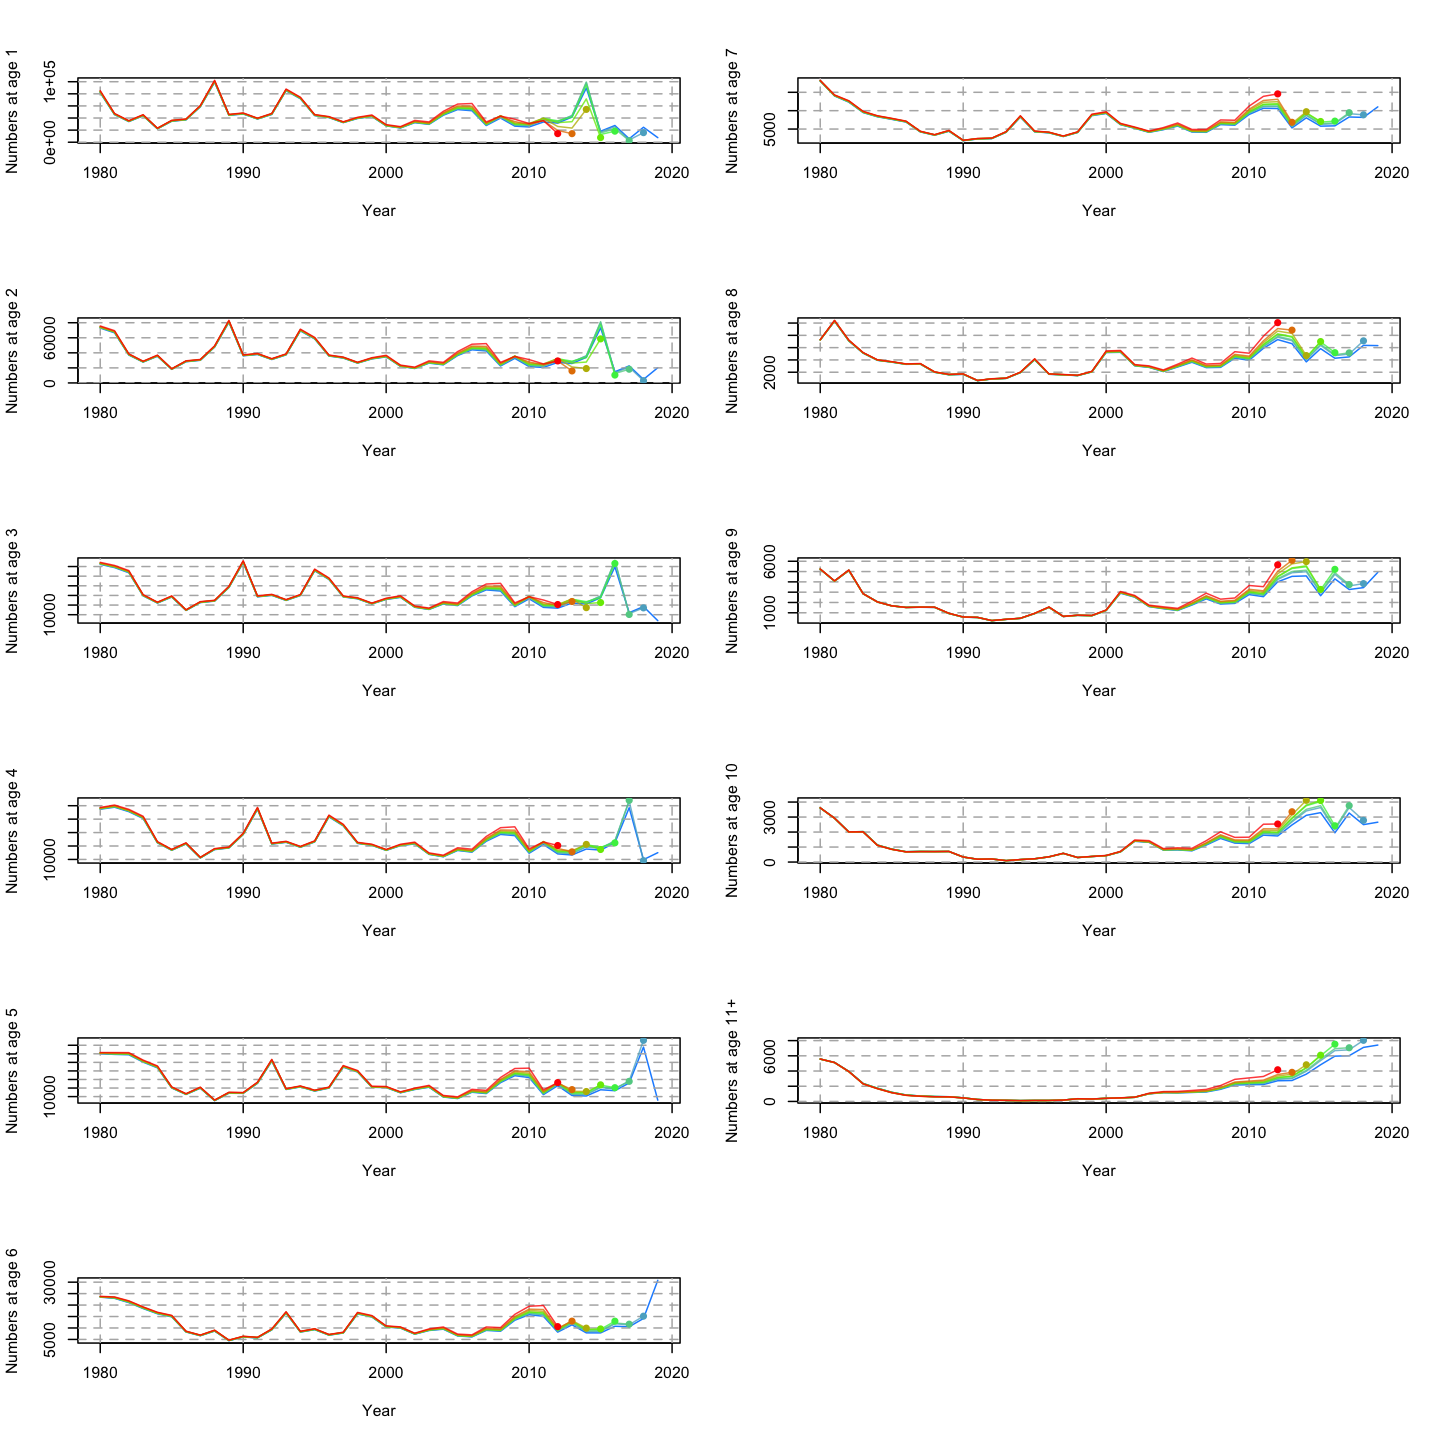 Numbers at age 1
0e+00 1e+05
1980 1990 2000 2010 2020
Year
Numbers at age 2
0 60000
1980 1990 2000 2010 2020
Year
Numbers at age 3
10000
1980 1990 2000 2010 2020
Year
Numbers at age 4
10000
1980 1990 2000 2010 2020
Year
Numbers at age 5
10000
1980 1990 2000 2010 2020
Year
Numbers at age 6
5000 30000
1980 1990 2000 2010 2020
Year
Numbers at age 7
5000
1980 1990 2000 2010 2020
Year
Numbers at age 8
2000
1980 1990 2000 2010 2020
Year
Numbers at age 9
1000 6000
1980 1990 2000 2010 2020
Year
Numbers at age 10
0 3000
1980 1990 2000 2010 2020
Year
Numbers at age 11+
0 6000
1980 1990 2000 2010 2020
Year